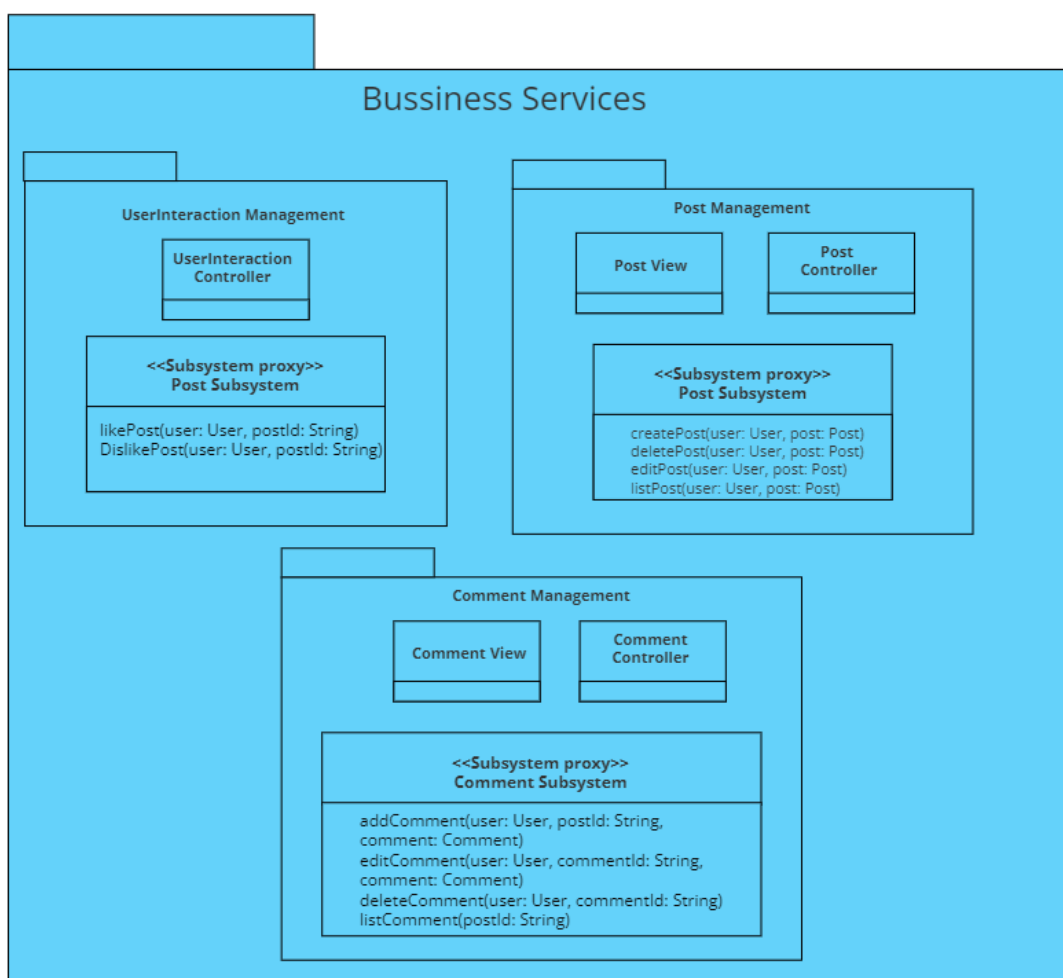 Bussiness Services
UserInteraction Management
UserInteraction
Controller
<<Subsystem proxy>>
Post Subsystem
likePost(user: User, postId: String)
DislikePost(user: User, postId: String)
Post Management
Post View
Post
Controller
<<Subsystem proxy>>
Post Subsystem
createPost(user: User, post: Post)
deletePost(user: User, post: Post)
editPost(user: User, post: Post)
listPost(user: User, post: Post)
Comment Management
Comment View
Comment
Controller
<<Subsystem proxy>>
Comment Subsystem
addComment(user: User, postId: String,
comment: Comment)
editComment(user: User, commentId: String,
comment: Comment)
deleteComment(user: User, commentId: String)
listComment(postId: String)